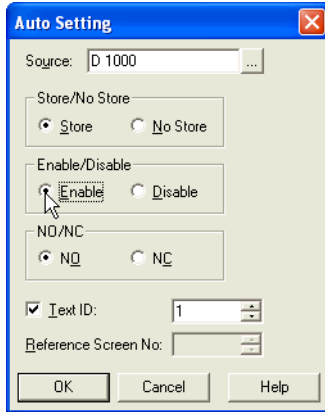 Auto Setting
Source: D 1000 ...
Store/No Store
Store No Store
Enable/Disable
Enable Disable
NO/NC
NO NC
Text ID: 1
Reference Screen No:
OK Cancel Help